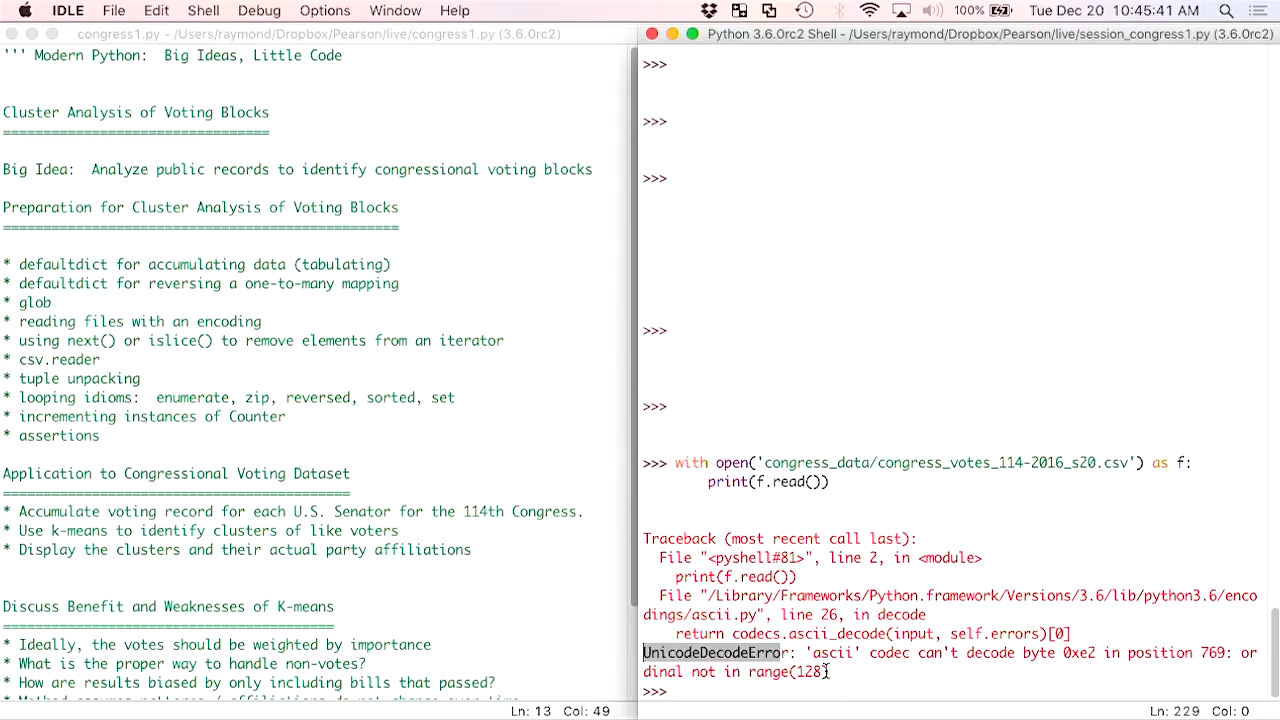 IDLE File Edit Shell Debug Options Window Help 100% Tue Dec 20 10:45:41 AM
congress1.py - /Users/raymond/Dropbox/Pearson/live/congress1.py (3.6.0rc2)
''' Modern Python:  Big Ideas, Little Code
Cluster Analysis of Voting Blocks
=================================
Big Idea:  Analyze public records to identify congressional voting blocks
Preparation for Cluster Analysis of Voting Blocks
=================================================
* defaultdict for accumulating data (tabulating)
* defaultdict for reversing a one-to-many mapping
* glob
* reading files with an encoding
* using next() or islice() to remove elements from an iterator
* csv.reader
* tuple unpacking
* looping idioms:  enumerate, zip, reversed, sorted, set
* incrementing instances of Counter
* assertions
Application to Congressional Voting Dataset
===========================================
* Accumulate voting record for each U.S. Senator for the 114th Congress.
* Use k-means to identify clusters of like voters
* Display the clusters and their actual party affiliations
Discuss Benefit and Weaknesses of K-means
=========================================
* Ideally, the votes should be weighted by importance
* What is the proper way to handle non-votes?
* How are results biased by only including bills that passed?
Ln: 13 Col: 49
Python 3.6.0rc2 Shell - /Users/raymond/Dropbox/Pearson/live/session_congress1.py (3.6.0rc2)
>>>
>>>
>>>
>>>
>>>
>>> with open('congress_data/congress_votes_114-2016_s20.csv') as f:
print(f.read())
Traceback (most recent call last):
File "<pyshell#81>", line 2, in <module>
print(f.read())
File "/Library/Frameworks/Python.framework/Versions/3.6/lib/python3.6/enco
dings/ascii.py", line 26, in decode
return codecs.ascii_decode(input, self.errors)[0]
UnicodeDecodeError: 'ascii' codec can't decode byte 0xe2 in position 769: or
dinal not in range(128)
>>>
Ln: 229 Col: 0